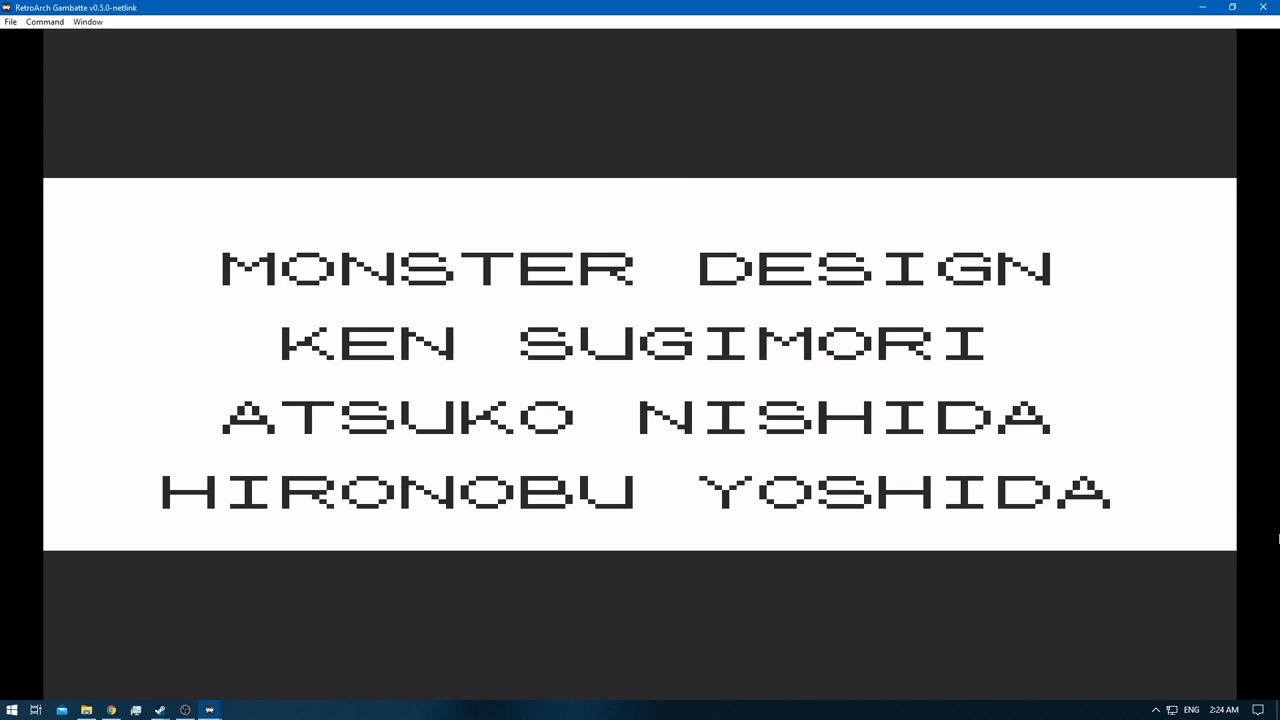 RetroArch Gambatte v0.5.0-netlink
File Command Window
MONSTER DESIGN
KEN SUGIMORI
ATSUKO NISHIDA
HIRONOBU YOSHIDA
ENG 2:24 AM